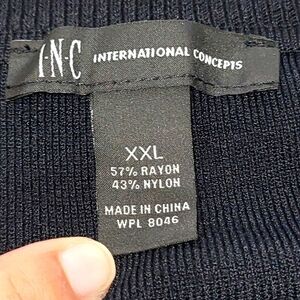 I·N·C INTERNATIONAL CONCEPTS
XXL
57% RAYON
43% NYLON
MADE IN CHINA
WPL 8046